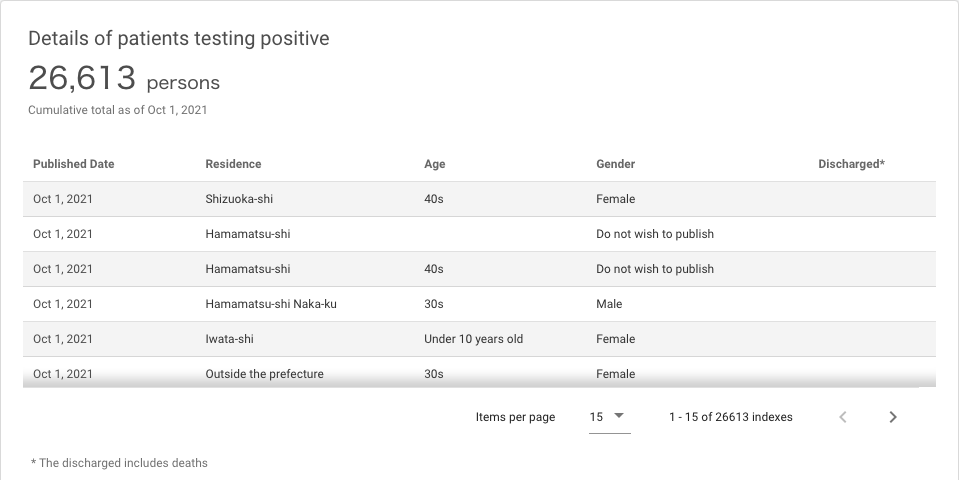 Details of patients testing positive
26,613 persons
Cumulative total as of Oct 1, 2021
Published Date Residence Age Gender Discharged*
Oct 1, 2021 Shizuoka-shi 40s Female
Oct 1, 2021 Hamamatsu-shi Do not wish to publish
Oct 1, 2021 Hamamatsu-shi 40s Do not wish to publish
Oct 1, 2021 Hamamatsu-shi Naka-ku 30s Male
Oct 1, 2021 Iwata-shi Under 10 years old Female
Oct 1, 2021 Outside the prefecture 30s Female
Items per page 15 1 - 15 of 26613 indexes
* The discharged includes deaths